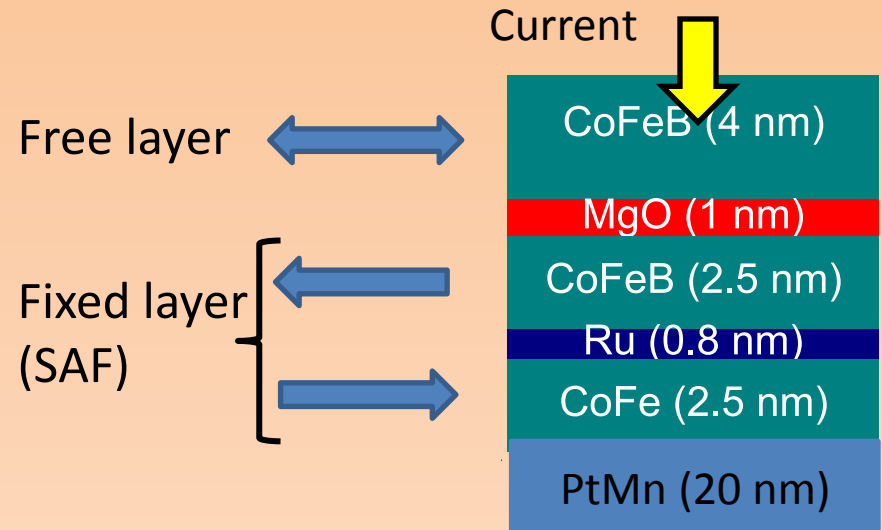 Current
Free layer
CoFeB (4 nm)
MgO (1 nm)
Fixed layer
(SAF)
CoFeB (2.5 nm)
Ru (0.8 nm)
CoFe (2.5 nm)
PtMn (20 nm)